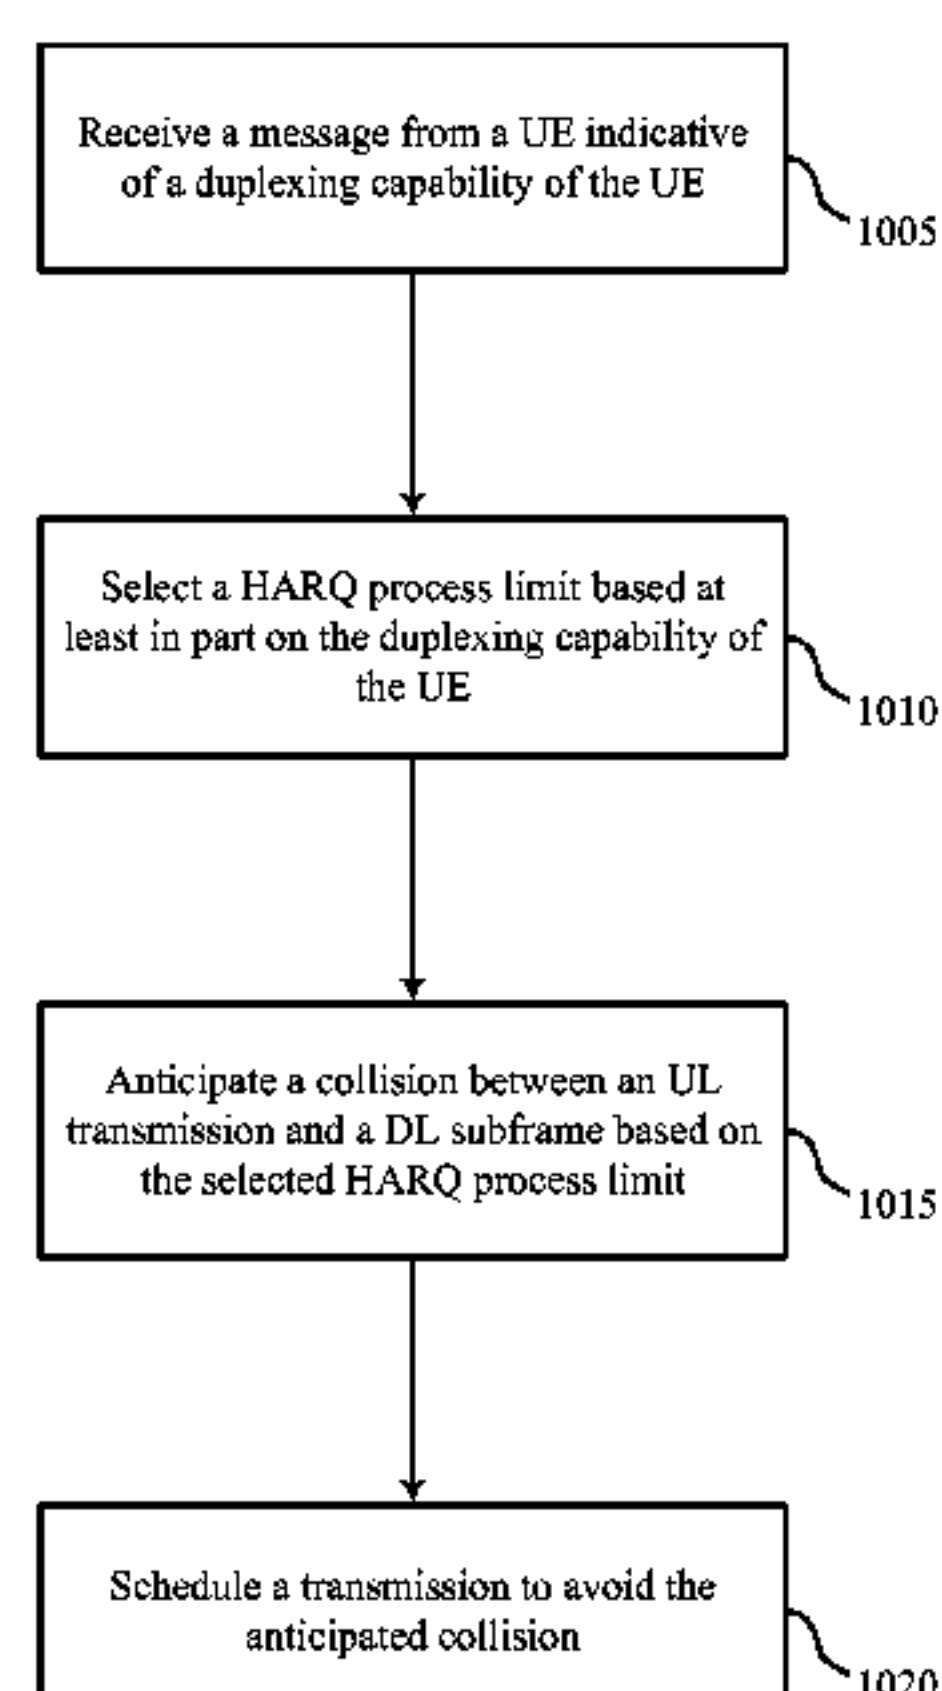 Receive a message from a UE indicative
of a duplexing capability of the UE
1005
Select a HARQ process limit based at
least in part on the duplexing capability of
the UE
1010
Anticipate a collision between an UL
transmission and a DL subframe based on
the selected HARQ process limit
1015
Schedule a transmission to avoid the
anticipated collision
1020